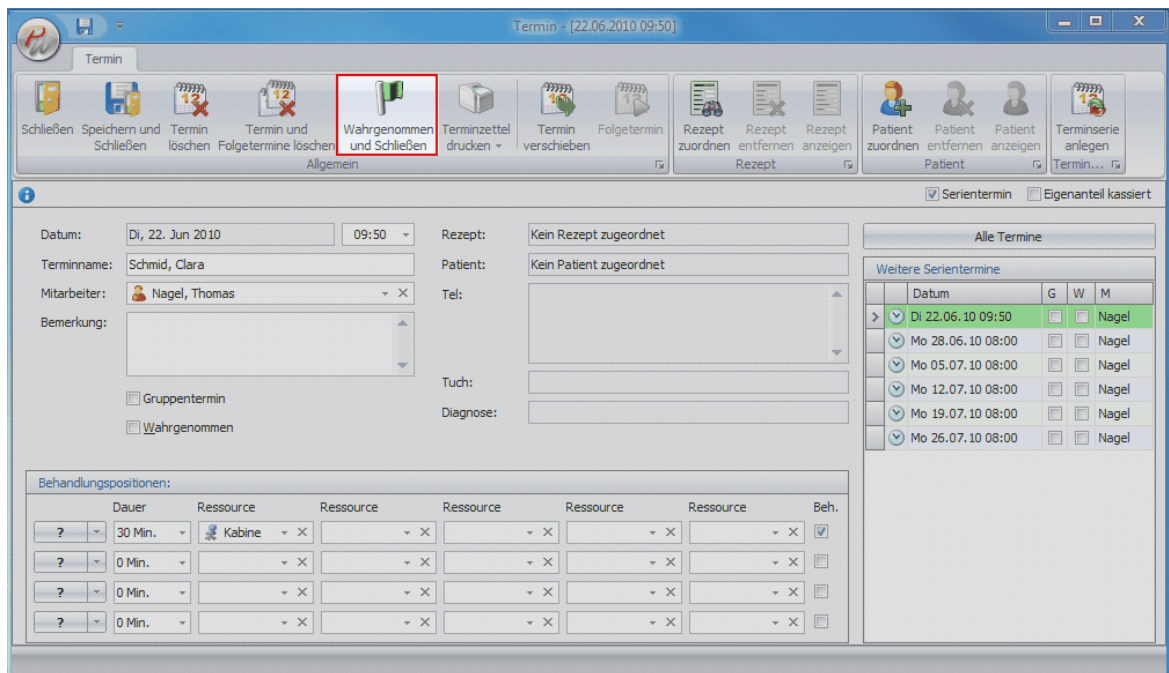 Termin - [22.06.2010 09:50]
Termin
Schließen
Speichern und Schließen
Termin löschen
Termin und Folgetermine löschen
Wahrgenommen und Schließen
Terminzettel drucken
Termin verschieben
Folgetermin
Rezept zuordnen
Rezept entfernen
Rezept anzeigen
Patient zuordnen
Patient entfernen
Patient anzeigen
Terminserie anlegen
Allgemein
Rezept
Patient
Termin...
Serientermin
Eigenanteil kassiert
Datum: Di, 22. Jun 2010 09:50
Terminname: Schmid, Clara
Mitarbeiter: Nagel, Thomas
Bemerkung:
Gruppentermin
Wahrgenommen
Rezept: Kein Rezept zugeordnet
Patient: Kein Patient zugeordnet
Tel:
Tuch:
Diagnose:
Alle Termine
Weitere Serientermine
Datum G W M
Di 22.06.10 09:50 Nagel
Mo 28.06.10 08:00 Nagel
Mo 05.07.10 08:00 Nagel
Mo 12.07.10 08:00 Nagel
Mo 19.07.10 08:00 Nagel
Mo 26.07.10 08:00 Nagel
Behandlungspositionen:
Dauer Ressource Ressource Ressource Ressource Ressource Beh.
? 30 Min. Kabine
? 0 Min.
? 0 Min.
? 0 Min.